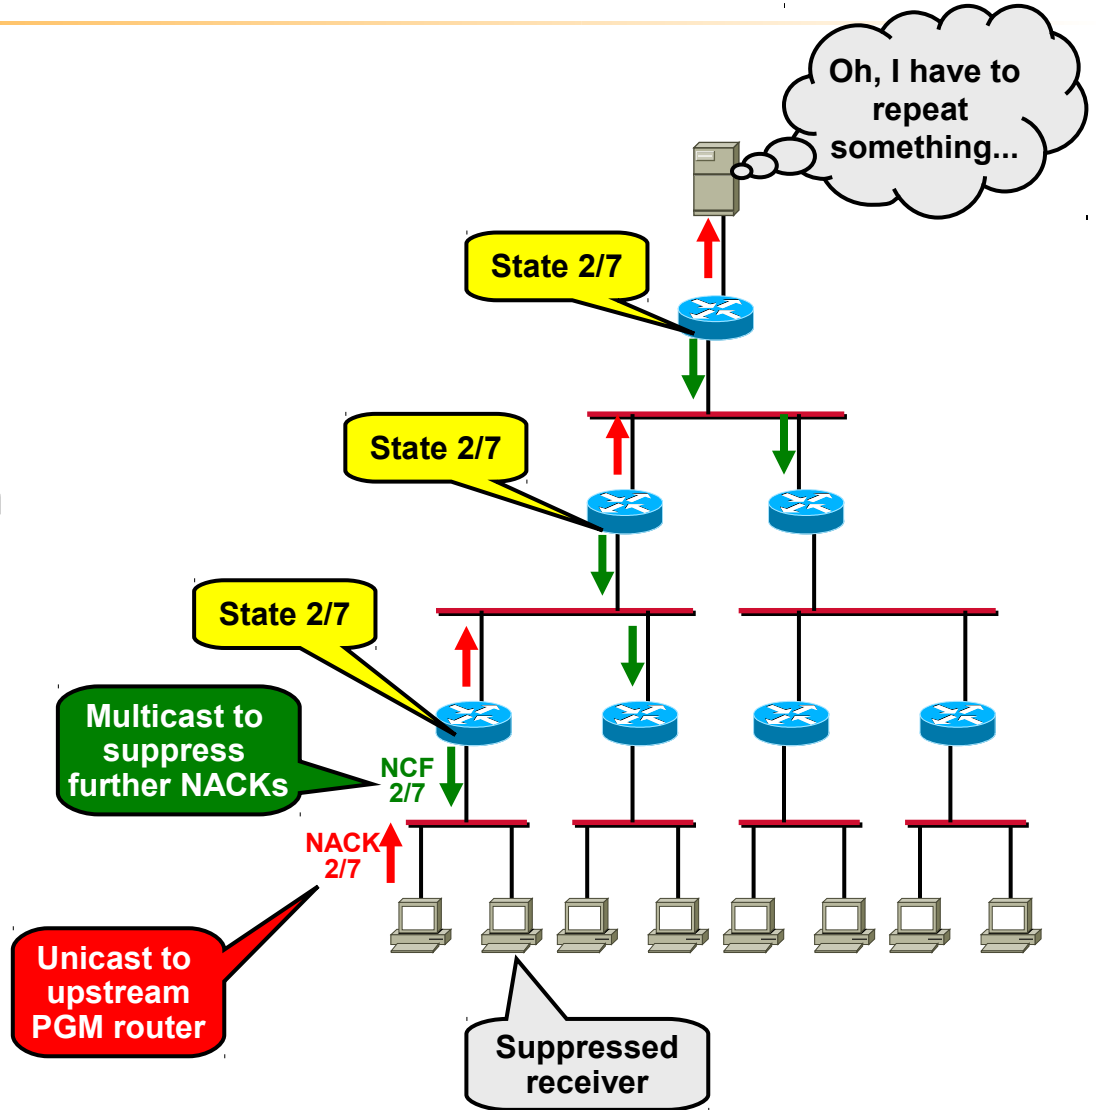 Oh, I have to
repeat
something...
State 2/7
State 2/7
State 2/7
Multicast to
suppress
further NACKs
NCF
2/7
NACK
2/7
Unicast to
upstream
PGM router
Suppressed
receiver